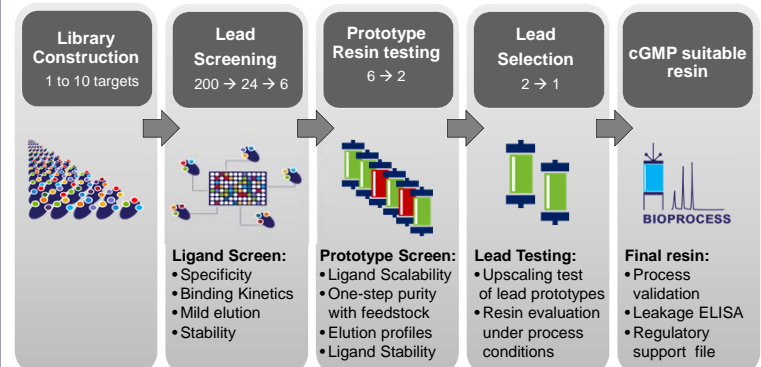 Library
Construction
1 to 10 targets
Lead
Screening
200 → 24 → 6
Prototype
Resin testing
6 → 2
Lead
Selection
2 → 1
cGMP suitable
resin
BIOPROCESS
Ligand Screen:
• Specificity
• Binding Kinetics
• Mild elution
• Stability
Prototype Screen:
• Ligand Scalability
• One-step purity
with feedstock
• Elution profiles
• Ligand Stability
Lead Testing:
• Upscaling test
of lead prototypes
• Resin evaluation
under process
conditions
Final resin:
• Process
validation
• Leakage ELISA
• Regulatory
support file